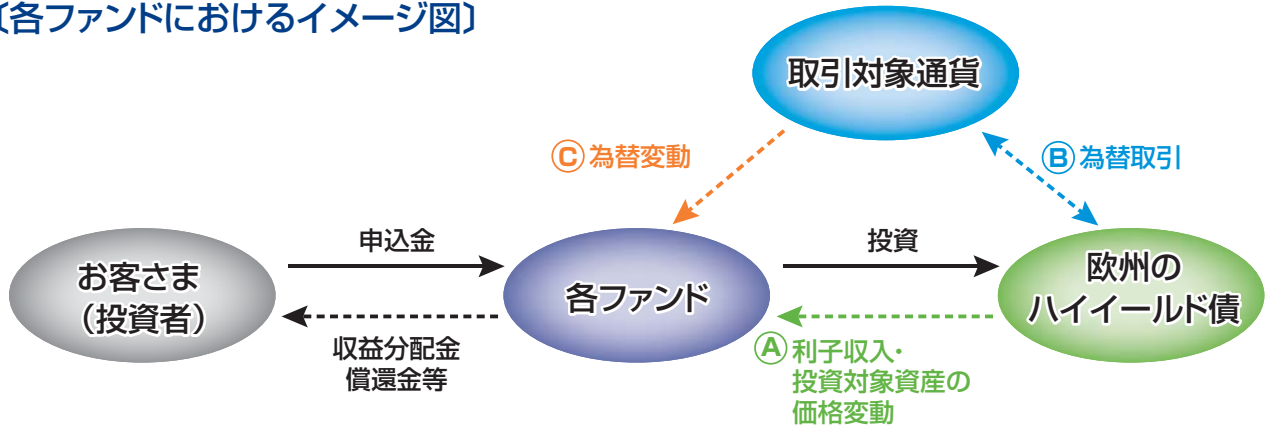 〔各ファンドにおけるイメージ図〕
取引対象通貨
Ⓒ為替変動
Ⓑ為替取引
申込金
投資
お客さま
（投資者）
各ファンド
欧州の
ハイイールド債
収益分配金
償還金等
Ⓐ利子収入・
投資対象資産の
価格変動